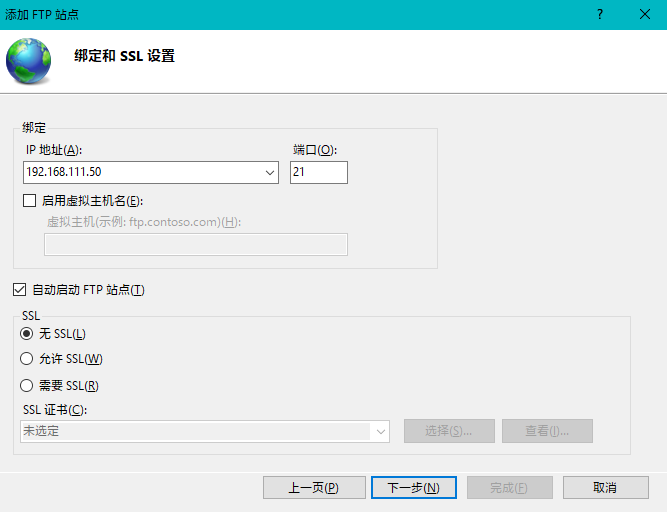 添加 FTP 站点
绑定和 SSL 设置
绑定
IP 地址(A): 端口(O):
192.168.111.50 21
启用虚拟主机名(E):
虚拟主机(示例: ftp.contoso.com)(H):
自动启动 FTP 站点(T)
SSL
无 SSL(L)
允许 SSL(W)
需要 SSL(R)
SSL 证书(C):
未选定 选择(S)... 查看(I)...
上一页(P) 下一步(N) 完成(F) 取消